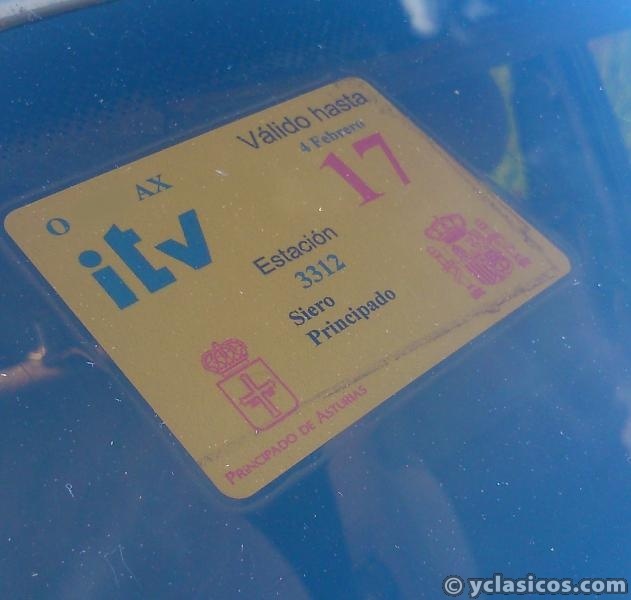 O AX
Válido hasta
4 Febrero
17
itv
Estación
3312
Siero
Principado
PRINCIPADO DE ASTURIAS
© yclasicos.com